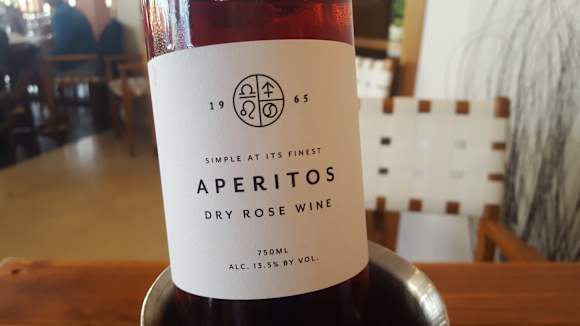 19 65
SIMPLE AT ITS FINEST
APERITOS
DRY ROSE WINE
750ML
ALC. 13.5% BY VOL.